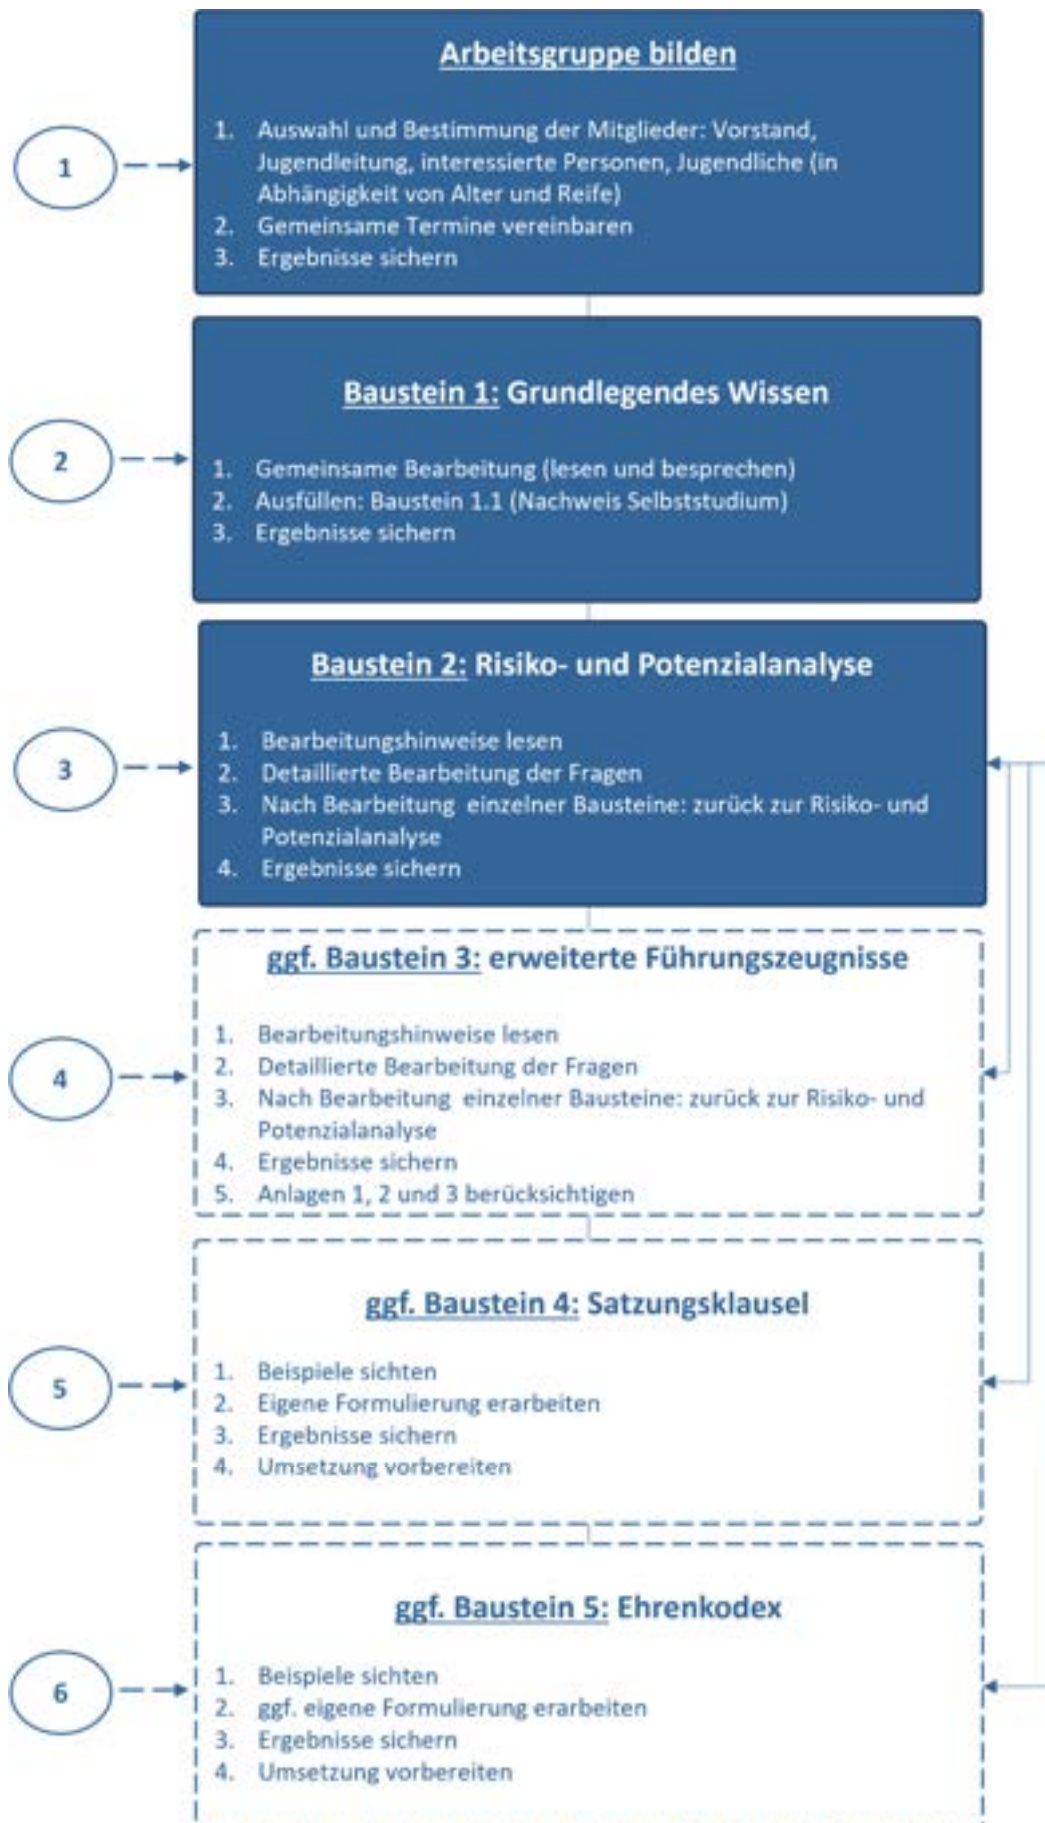 Arbeitsgruppe bilden
1
1. Auswahl und Bestimmung der Mitglieder: Vorstand,
Jugendleitung, interessierte Personen, Jugendliche (in
Abhängigkeit von Alter und Reife)
2. Gemeinsame Termine vereinbaren
3. Ergebnisse sichern
Baustein 1: Grundlegendes Wissen
2
1. Gemeinsame Bearbeitung (lesen und besprechen)
2. Ausfüllen: Baustein 1.1 (Nachweis Selbststudium)
3. Ergebnisse sichern
Baustein 2: Risiko- und Potenzialanalyse
3
1. Bearbeitungshinweise lesen
2. Detaillierte Bearbeitung der Fragen
3. Nach Bearbeitung einzelner Bausteine: zurück zur Risiko- und
Potenzialanalyse
4. Ergebnisse sichern
ggf. Baustein 3: erweiterte Führungszeugnisse
4
1. Bearbeitungshinweise lesen
2. Detaillierte Bearbeitung der Fragen
3. Nach Bearbeitung einzelner Bausteine: zurück zur Risiko- und
Potenzialanalyse
4. Ergebnisse sichern
5. Anlagen 1, 2 und 3 berücksichtigen
ggf. Baustein 4: Satzungsklausel
5
1. Beispiele sichten
2. Eigene Formulierung erarbeiten
3. Ergebnisse sichern
4. Umsetzung vorbereiten
ggf. Baustein 5: Ehrenkodex
6
1. Beispiele sichten
2. ggf. eigene Formulierung erarbeiten
3. Ergebnisse sichern
4. Umsetzung vorbereiten